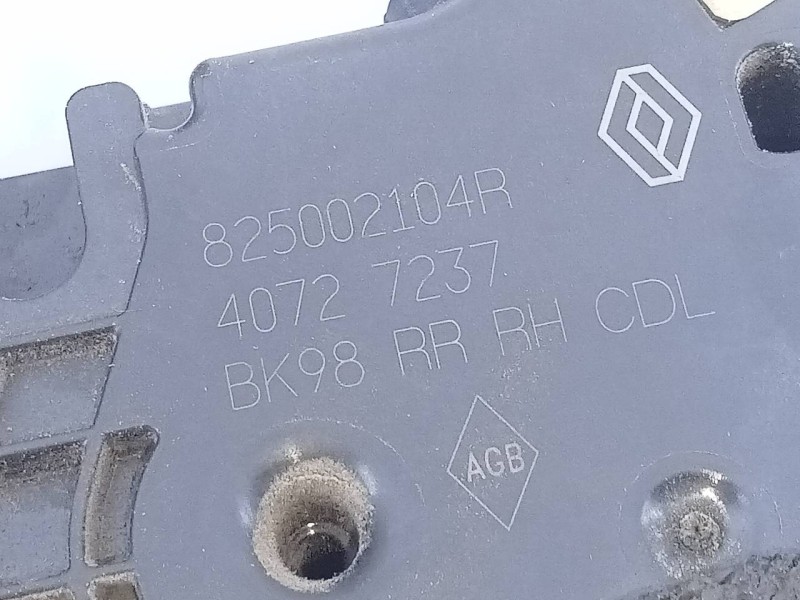 825002104R
4072 7237
BK98 RR RH CDL
AGB